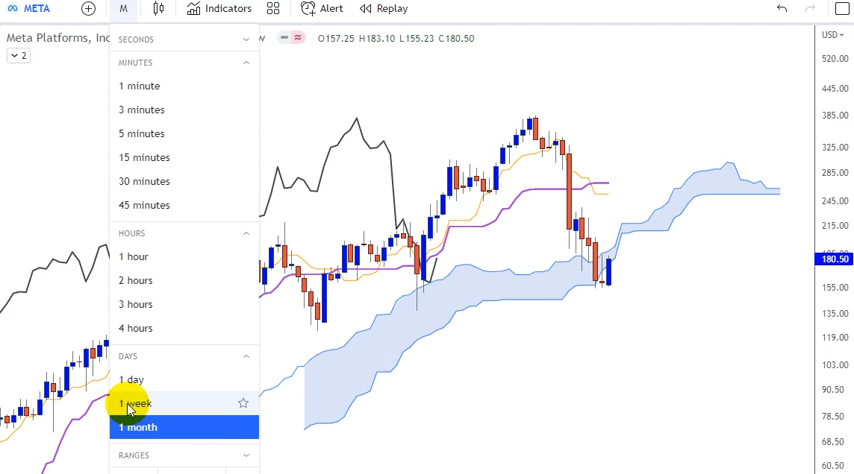 META M Indicators Alert Replay
Meta Platforms, Inc O157.25 H183.10 L155.23 C180.50 USD
2
SECONDS
MINUTES
1 minute
3 minutes
5 minutes
15 minutes
30 minutes
45 minutes
HOURS
1 hour
2 hours
3 hours
4 hours
DAYS
1 day
1 week
1 month
RANGES
520.00
445.00
385.00
325.00
285.00
245.00
215.00
180.50
155.00
135.00
119.00
103.00
90.50
78.50
68.50
60.50